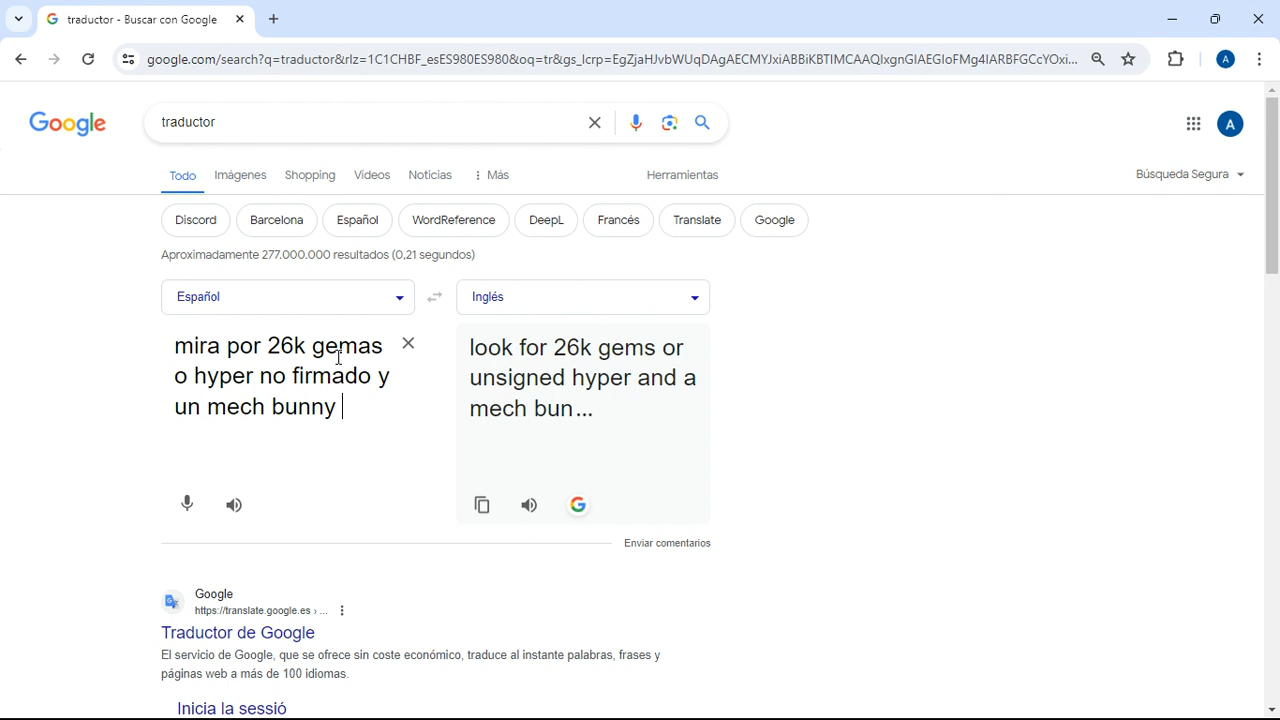 traductor - Buscar con Google
google.com/search?q=traductor&rlz=1C1CHBF_esES980ES980&oq=tr&gs_lcrp=EgZjaHJvbWUqDAgAECMYJxiABBiKBTIMCAAQIxgnGIAEGIoFMg4IARBFGCcYOxi...
A
Google
traductor
A
Todo
Imágenes
Shopping
Vídeos
Noticias
Más
Herramientas
Búsqueda Segura
Discord
Barcelona
Español
WordReference
DeepL
Francés
Translate
Google
Aproximadamente 277.000.000 resultados (0,21 segundos)
Español
Inglés
mira por 26k gemas
o hyper no firmado y
un mech bunny
look for 26k gems or
unsigned hyper and a
mech bun...
Enviar comentarios
Google
https://translate.google.es › ...
Traductor de Google
El servicio de Google, que se ofrece sin coste económico, traduce al instante palabras, frases y
páginas web a más de 100 idiomas.
Inicia la sessió